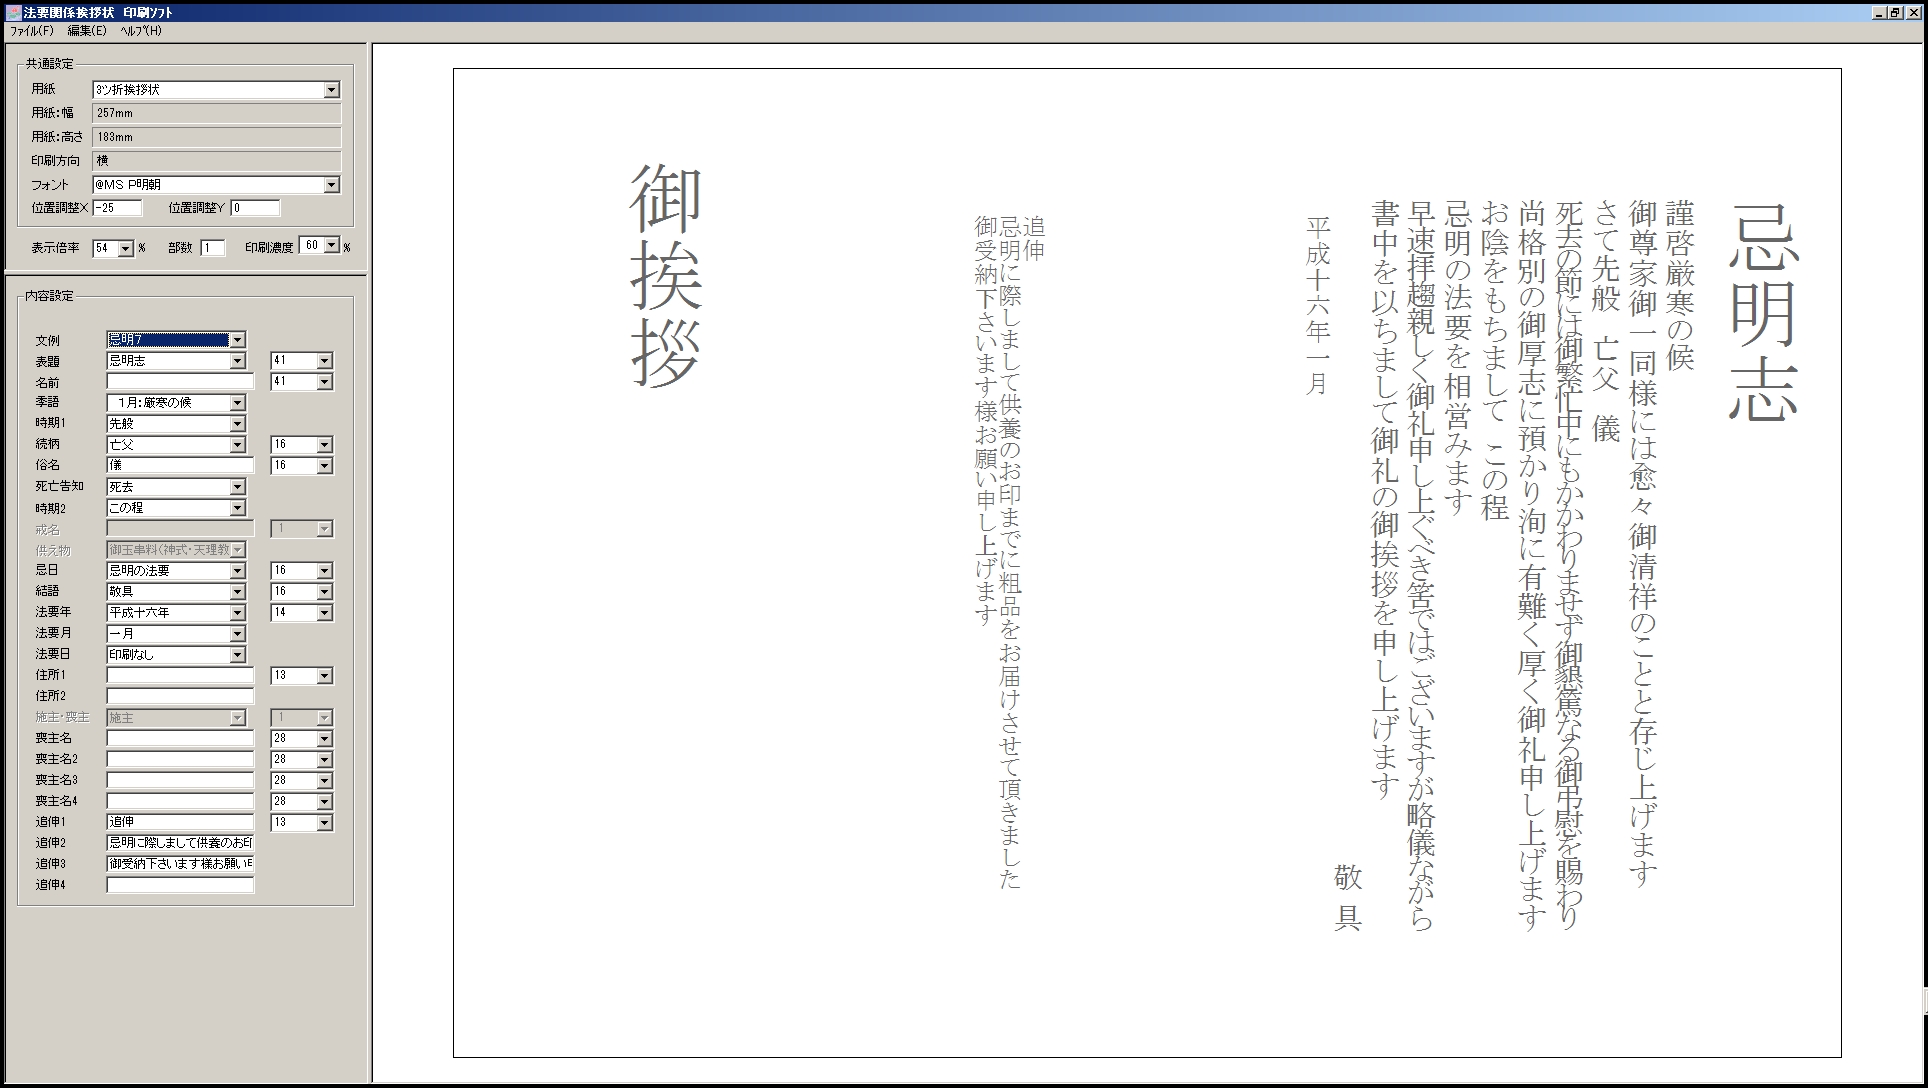 法要関係挨拶状 印刷ソフト
ファイル(F) 編集(E) ヘルプ(H)
共通設定
用紙 3ツ折挨拶状
用紙:幅 257mm
用紙:高さ 183mm
印刷方向 横
フォント @MS P明朝
位置調整X -25 位置調整Y 0
表示倍率 54 % 部数 1 印刷濃度 60 %
内容設定
文例 忌明7
表題 忌明志 41
名前 41
季語 1月:厳寒の候
時期1 先般
続柄 亡父 16
俗名 儀 16
死亡告知 死去
時期2 この程
戒名 1
供え物 御玉串料(神式・天理教
忌日 忌明の法要 16
結語 敬具 16
法要年 平成十六年 14
法要月 一月
法要日 印刷なし
住所1 13
住所2
施主・喪主 施主 1
喪主名 28
喪主名2 28
喪主名3 28
喪主名4 28
追伸1 追伸 13
追伸2 忌明に際しまして供養のお印
追伸3 御受納下さいます様お願い
追伸4
忌明志
謹啓厳寒の候
御尊家御一同様には愈々御清祥のことと存じ上げます
さて先般 亡父 儀
死去の節には御繁忙中にもかかわりませず御懇篤なる御弔慰を賜わり
尚格別の御厚志に預かり洵に有難く厚く御礼申し上げます
お陰をもちまして この程
忌明の法要を相営みます
早速拝趨親しく御礼申し上ぐべき筈ではございますが略儀ながら
書中を以ちまして御礼の御挨拶を申し上げます
敬具
平成十六年一月
追伸
忌明に際しまして供養のお印までに粗品をお届けさせて頂きました
御受納下さいます様お願い申し上げます
御挨拶